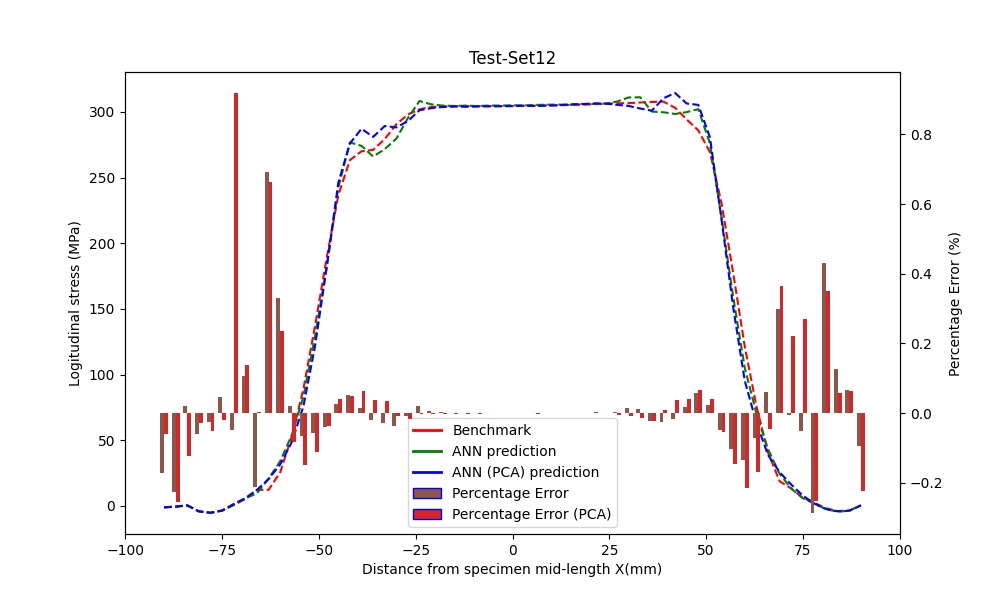 Test-Set12
Logitudinal stress (MPa)
300
250
200
150
100
50
0
0.8
0.6
0.4
0.2
0.0
−0.2
Percentage Error (%)
Benchmark
ANN prediction
ANN (PCA) prediction
Percentage Error
Percentage Error (PCA)
−100 −75 −50 −25 0 25 50 75 100
Distance from specimen mid-length X(mm)